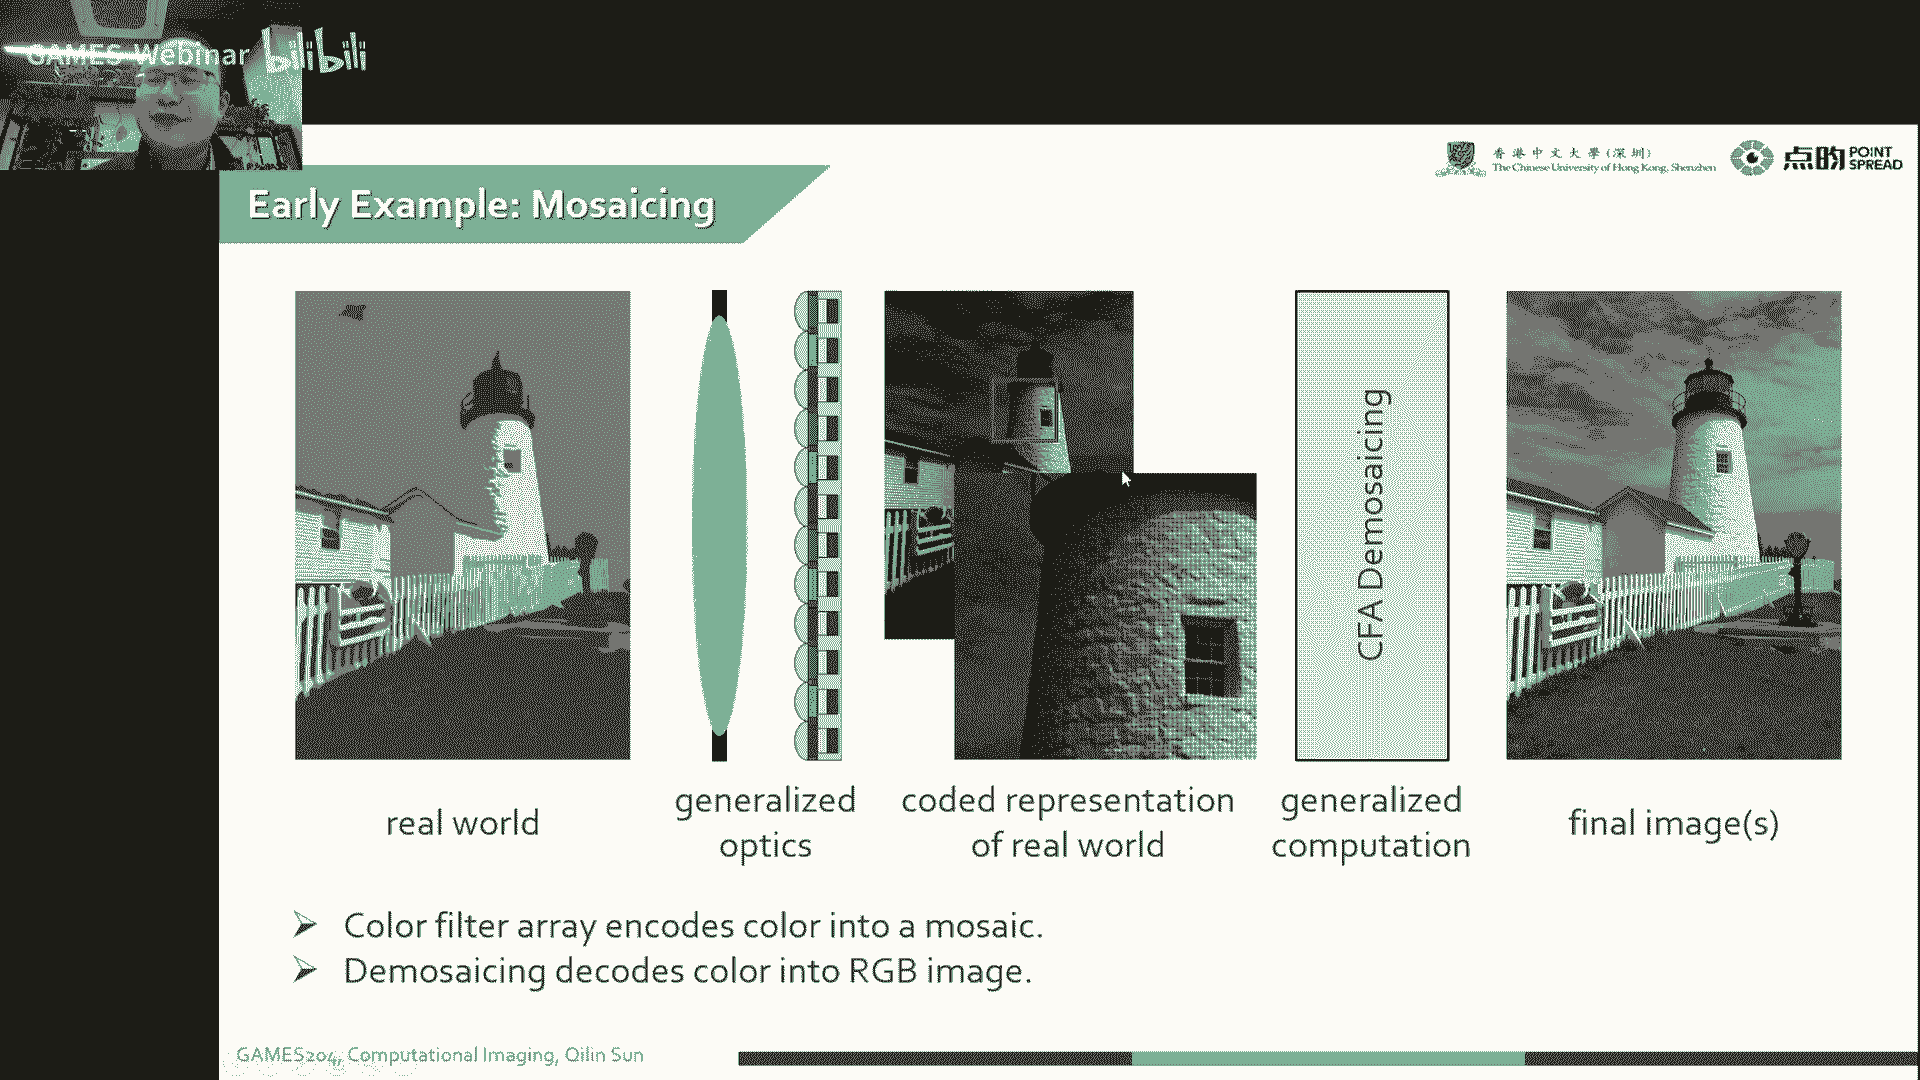 GAMES-Webinar bilibili
香港中文大學(深圳)
The Chinese University of Hong Kong, Shenzhen
点昀 POINT
SPREAD
Early Example: Mosaicing
CFA Demosaicing
real world
generalized
optics
coded representation
of real world
generalized
computation
final image(s)
Color filter array encodes color into a mosaic.
Demosaicing decodes color into RGB image.
GAMES204, Computational Imaging, Qilin Sun